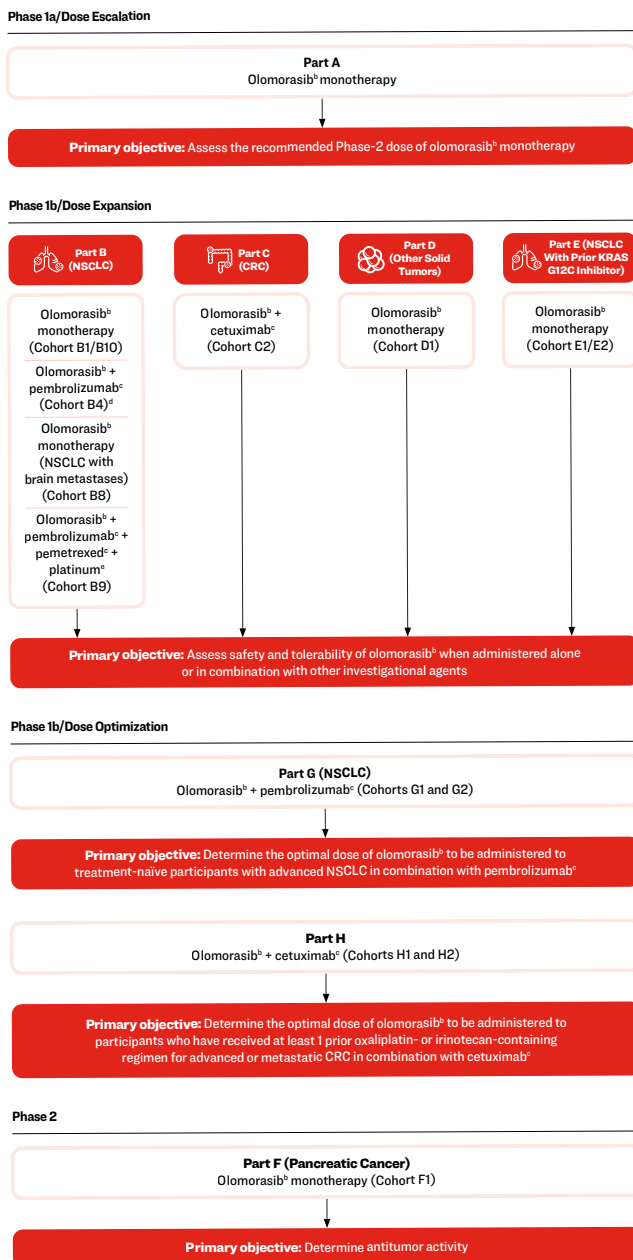 Phase 1a/Dose Escalation
Part A
Olomorasibᵇ monotherapy
Primary objective: Assess the recommended Phase-2 dose of olomorasibᵇ monotherapy
Phase 1b/Dose Expansion
Part B
(NSCLC)
Olomorasibᵇ
monotherapy
(Cohort B1/B10)
Olomorasibᵇ +
pembrolizumabᶜ
(Cohort B4)ᵈ
Olomorasibᵇ
monotherapy
(NSCLC with
brain metastases)
(Cohort B8)
Olomorasibᵇ +
pembrolizumabᶜ +
pemetrexedᶜ +
platinumᵉ
(Cohort B9)
Part C
(CRC)
Olomorasibᵇ +
cetuximabᶜ
(Cohort C2)
Part D
(Other Solid
Tumors)
Olomorasibᵇ
monotherapy
(Cohort D1)
Part E (NSCLC
With Prior KRAS
G12C Inhibitor)
Olomorasibᵇ
monotherapy
(Cohort E1/E2)
Primary objective: Assess safety and tolerability of olomorasibᵇ when administered alone
or in combination with other investigational agents
Phase 1b/Dose Optimization
Part G (NSCLC)
Olomorasibᵇ + pembrolizumabᶜ (Cohorts G1 and G2)
Primary objective: Determine the optimal dose of olomorasibᵇ to be administered to
treatment-naïve participants with advanced NSCLC in combination with pembrolizumabᶜ
Part H
Olomorasibᵇ + cetuximabᶜ (Cohorts H1 and H2)
Primary objective: Determine the optimal dose of olomorasibᵇ to be administered to
participants who have received at least 1 prior oxaliplatin- or irinotecan-containing
regimen for advanced or metastatic CRC in combination with cetuximabᶜ
Phase 2
Part F (Pancreatic Cancer)
Olomorasibᵇ monotherapy (Cohort F1)
Primary objective: Determine antitumor activity